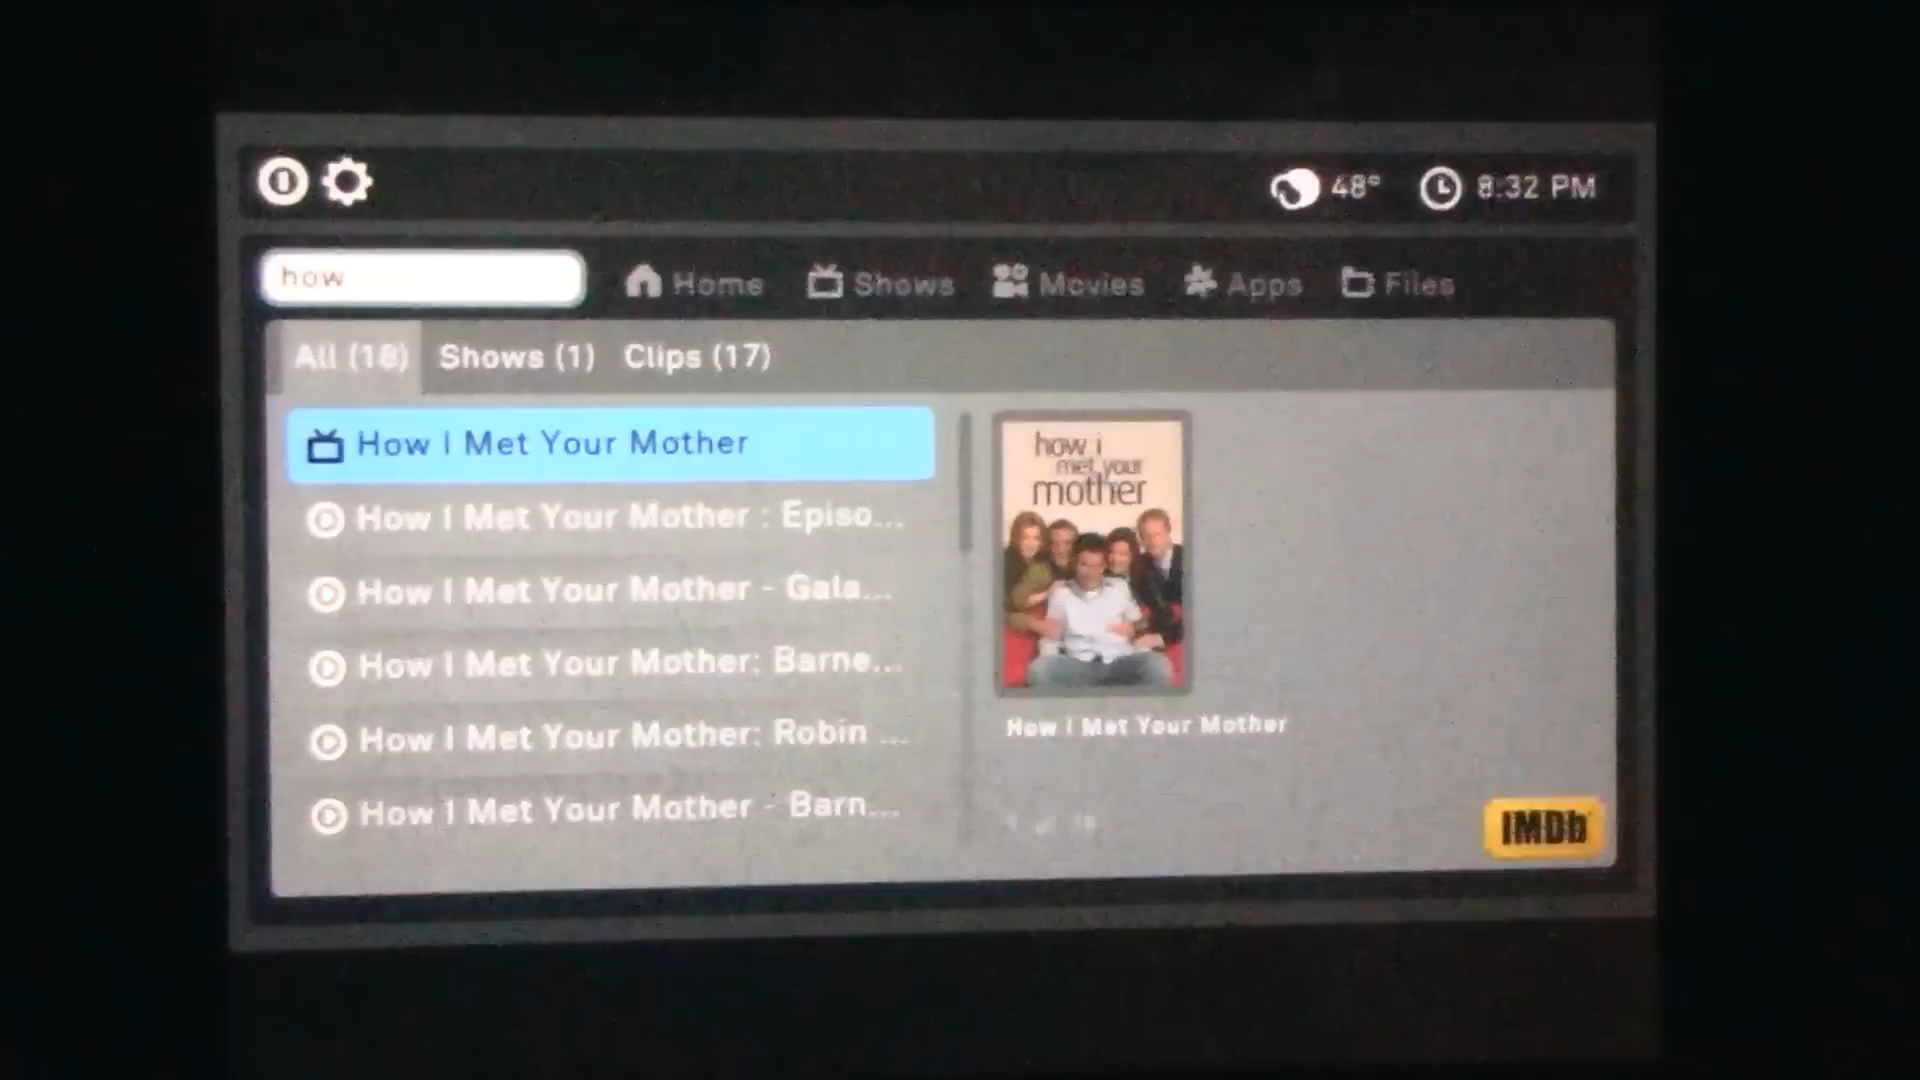 48° 8:32 PM
how Home Shows Movies Apps Files
All (18) Shows (1) Clips (17)
How I Met Your Mother
How I Met Your Mother : Episo...
How I Met Your Mother - Gala...
How I Met Your Mother: Barne...
How I Met Your Mother: Robin ...
How I Met Your Mother - Barn...
how i
met your
mother
How I Met Your Mother
IMDb